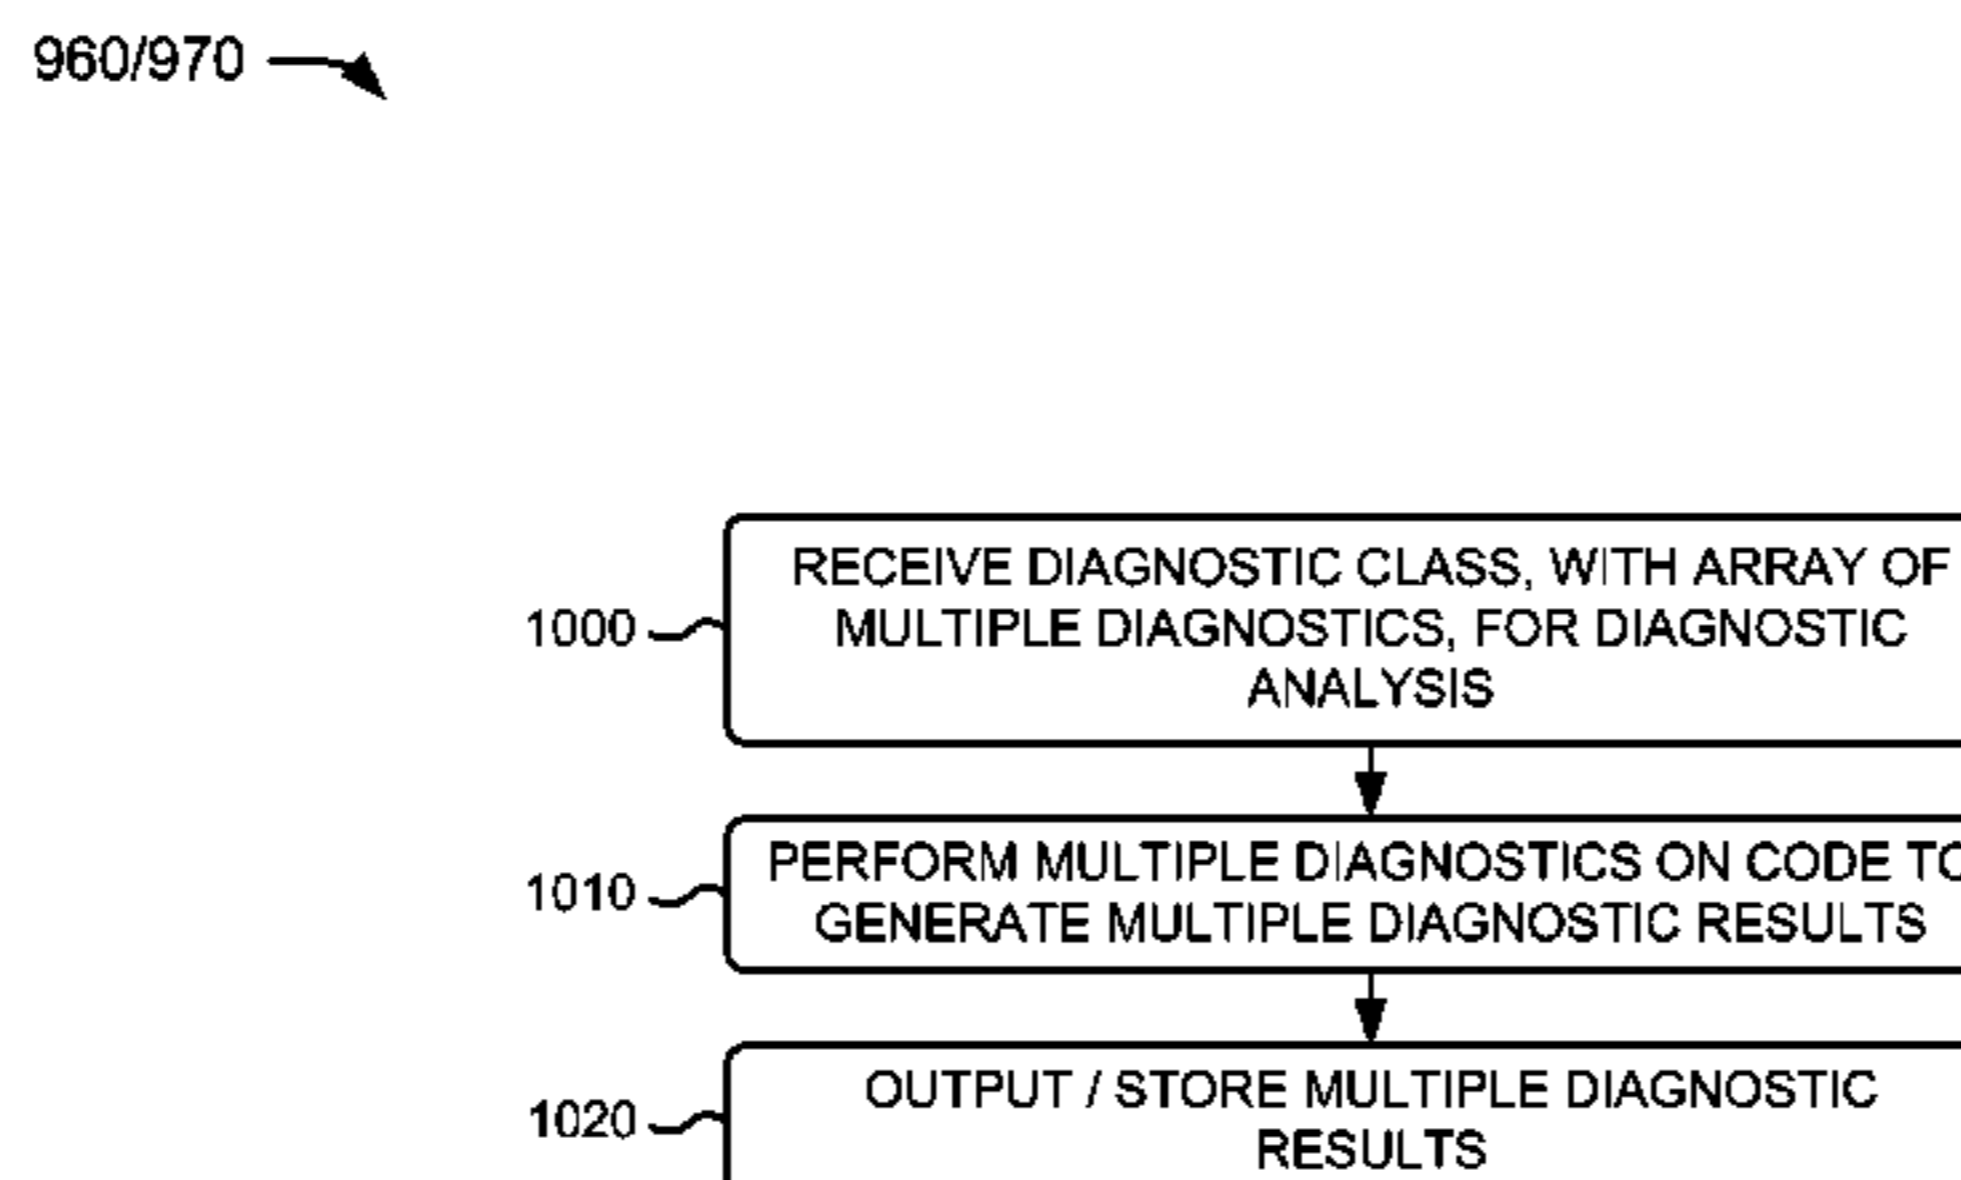 960/970
RECEIVE DIAGNOSTIC CLASS, WITH ARRAY OF
1000
MULTIPLE DIAGNOSTICS, FOR DIAGNOSTIC
ANALYSIS
PERFORM MULTIPLE DIAGNOSTICS ON CODE TO
1010
GENERATE MULTIPLE DIAGNOSTIC RESULTS
OUTPUT / STORE MULTIPLE DIAGNOSTIC
1020
RESULTS